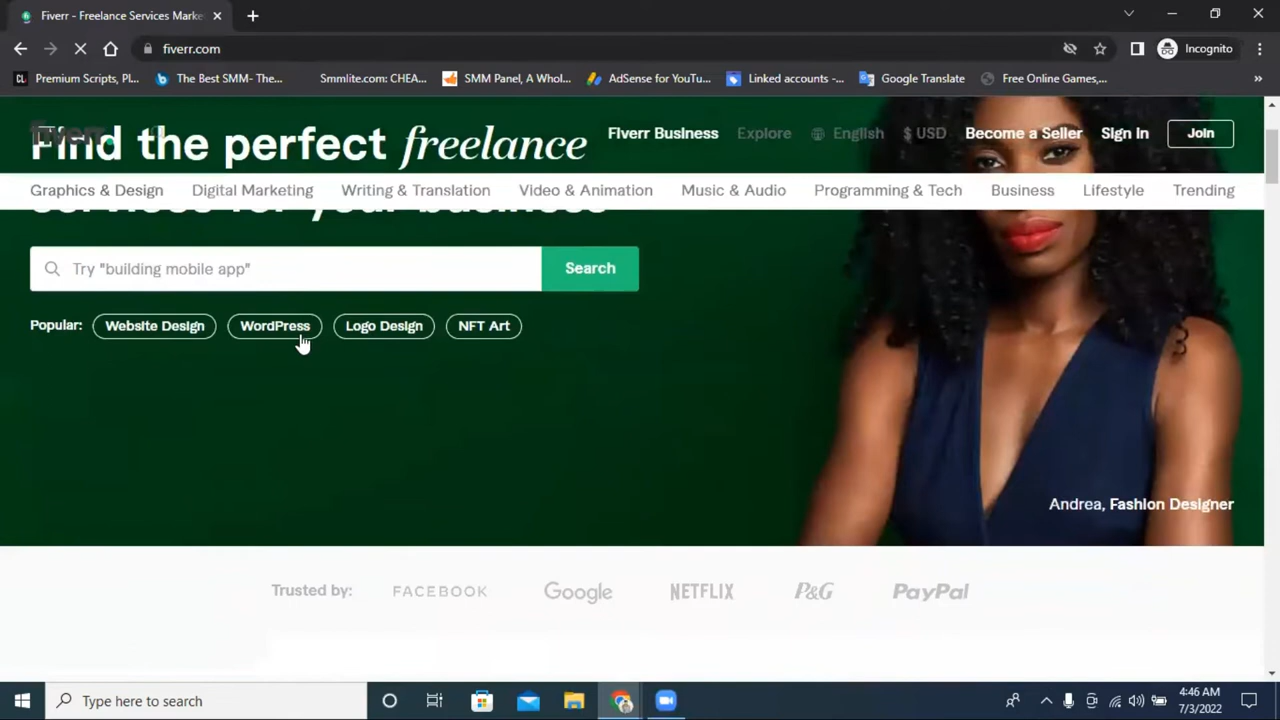 Fiverr - Freelance Services Marke
fiverr.com
Incognito
CL Premium Scripts, Pl...
The Best SMM- The...
Smmlite.com: CHEA...
SMM Panel, A Whol...
AdSense for YouTu...
Linked accounts -...
Google Translate
Free Online Games,...
»
fiverr
Fiverr Business
Explore
English
$ USD
Become a Seller
Sign In
Join
Find the perfect freelance
Graphics & Design
Digital Marketing
Writing & Translation
Video & Animation
Music & Audio
Programming & Tech
Business
Lifestyle
Trending
services for your business
Try "building mobile app"
Search
Popular:
Website Design
WordPress
Logo Design
NFT Art
Andrea, Fashion Designer
Trusted by:
FACEBOOK
Google
NETFLIX
P&G
PayPal
Type here to search
4:46 AM
7/3/2022